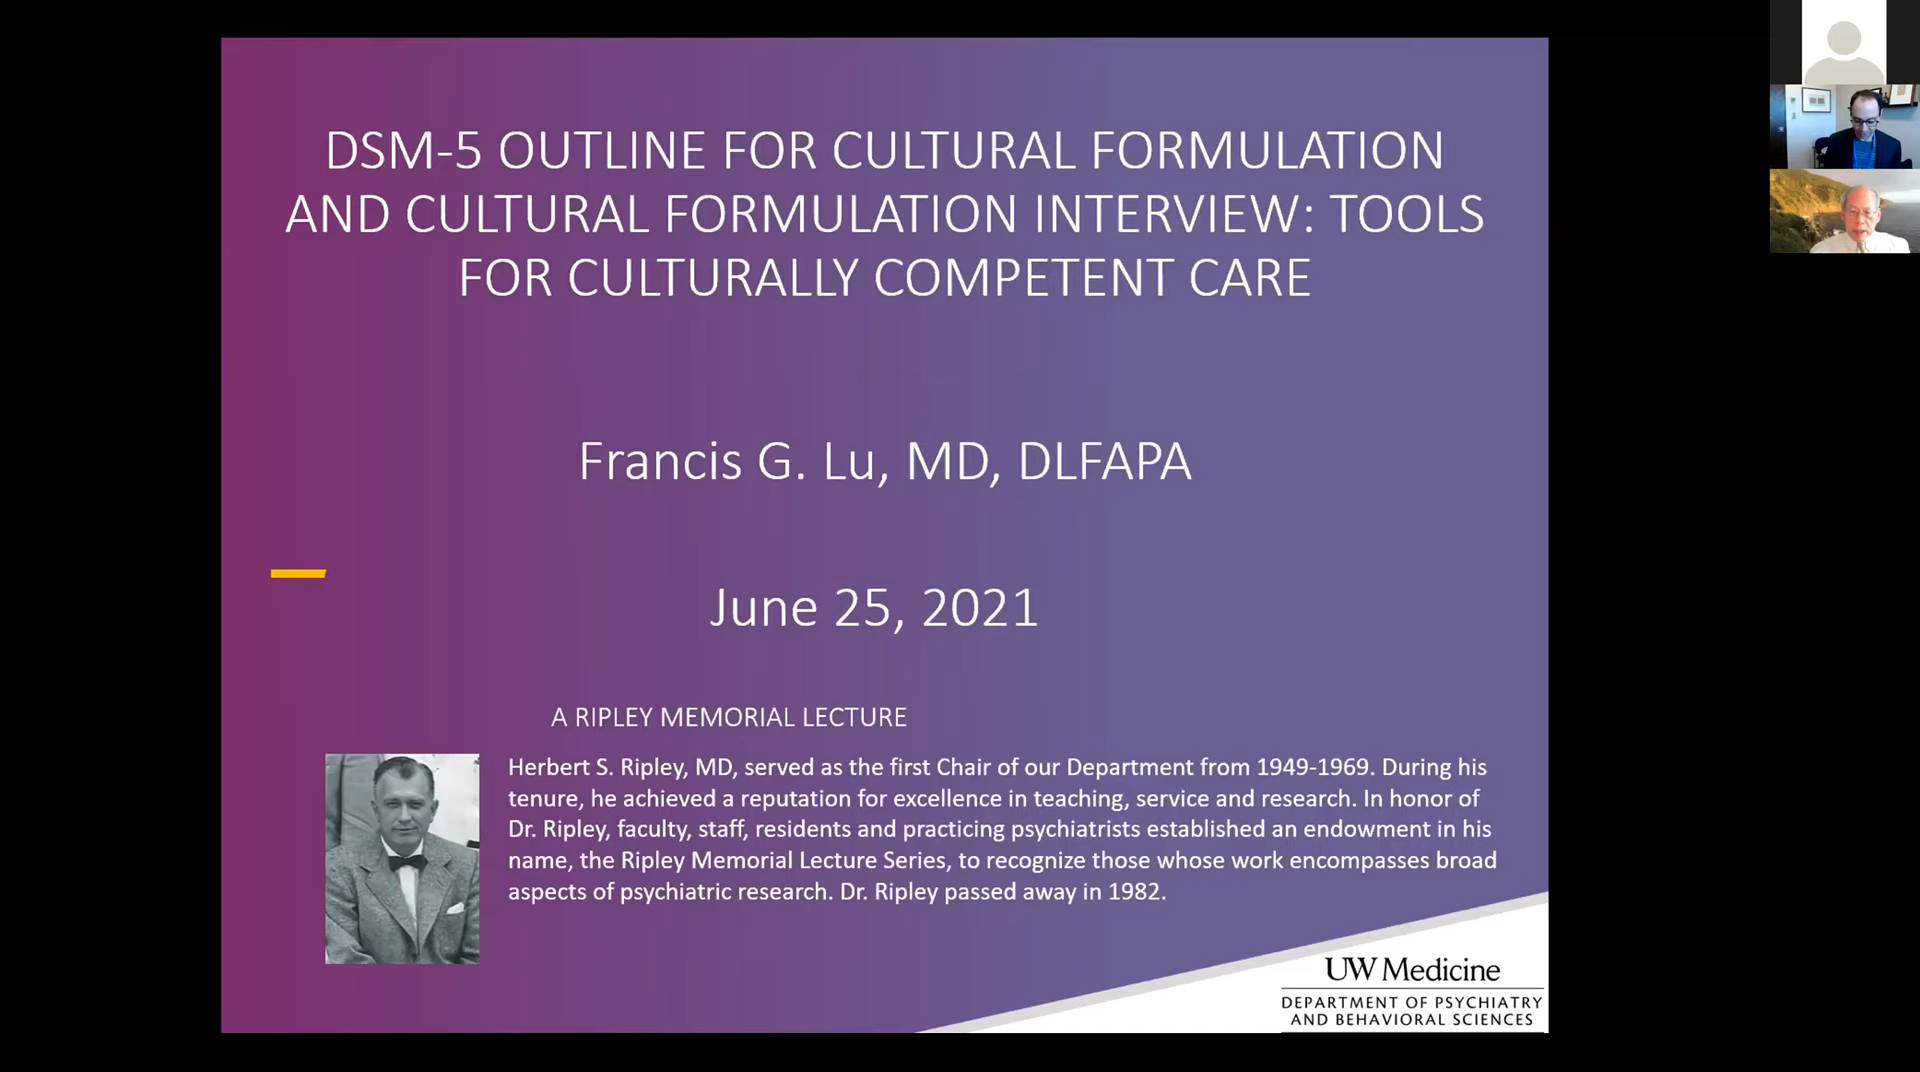 DSM-5 OUTLINE FOR CULTURAL FORMULATION
AND CULTURAL FORMULATION INTERVIEW: TOOLS
FOR CULTURALLY COMPETENT CARE
Francis G. Lu, MD, DLFAPA
June 25, 2021
A RIPLEY MEMORIAL LECTURE
Herbert S. Ripley, MD, served as the first Chair of our Department from 1949-1969. During his
tenure, he achieved a reputation for excellence in teaching, service and research. In honor of
Dr. Ripley, faculty, staff, residents and practicing psychiatrists established an endowment in his
name, the Ripley Memorial Lecture Series, to recognize those whose work encompasses broad
aspects of psychiatric research. Dr. Ripley passed away in 1982.
UW Medicine
DEPARTMENT OF PSYCHIATRY
AND BEHAVIORAL SCIENCES